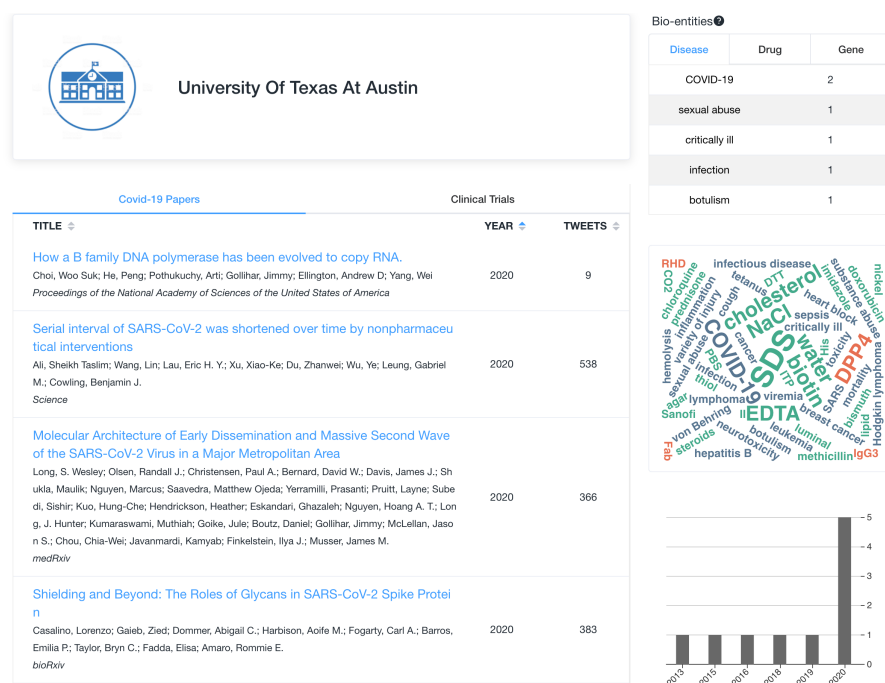 University Of Texas At Austin
Covid-19 Papers
Clinical Trials
TITLE
YEAR
TWEETS
How a B family DNA polymerase has been evolved to copy RNA.
Choi, Woo Suk; He, Peng; Pothukuchy, Arti; Gollihar, Jimmy; Ellington, Andrew D; Yang, Wei
Proceedings of the National Academy of Sciences of the United States of America
2020
9
Serial interval of SARS-CoV-2 was shortened over time by nonpharmaceu
tical interventions
Ali, Sheikh Taslim; Wang, Lin; Lau, Eric H. Y.; Xu, Xiao-Ke; Du, Zhanwei; Wu, Ye; Leung, Gabriel
M.; Cowling, Benjamin J.
Science
2020
538
Molecular Architecture of Early Dissemination and Massive Second Wave
of the SARS-CoV-2 Virus in a Major Metropolitan Area
Long, S. Wesley; Olsen, Randall J.; Christensen, Paul A.; Bernard, David W.; Davis, James J.; Sh
ukla, Maulik; Nguyen, Marcus; Saavedra, Matthew Ojeda; Yerramilli, Prasanti; Pruitt, Layne; Sube
di, Sishir; Kuo, Hung-Che; Hendrickson, Heather; Eskandari, Ghazaleh; Nguyen, Hoang A. T.; Lon
g, J. Hunter; Kumaraswami, Muthiah; Goike, Jule; Boutz, Daniel; Gollihar, Jimmy; McLellan, Jaso
n S.; Chou, Chia-Wei; Javanmardi, Kamyab; Finkelstein, Ilya J.; Musser, James M.
medRxiv
2020
366
Shielding and Beyond: The Roles of Glycans in SARS-CoV-2 Spike Protei
n
Casalino, Lorenzo; Gaieb, Zied; Dommer, Abigail C.; Harbison, Aoife M.; Fogarty, Carl A.; Barros,
Emilia P.; Taylor, Bryn C.; Fadda, Elisa; Amaro, Rommie E.
bioRxiv
2020
383
Bio-entities
Disease
Drug
Gene
COVID-19
2
sexual abuse
1
critically ill
1
infection
1
botulism
1
RHD
infectious disease
CO2
chloroquine
prednisone
inflammation
tetanus
DTT
cholesterol
imidazole
substance abuse
doxorubicin
nickel
variety of injury
cough
NaCl
heart block
sepsis
critically ill
hemolysis
sexual abuse
COVID-19
cancer
SDS
water
His
toxicity
DPP4
PBS
infection
thiol
ITP
biotin
SARS
mortality
Hodgkin lymphoma
agar
lymphoma
viremia
bismuth
Sanofi
II
EDTA
breast cancer
lipid
Fab
von Behring
steroids
neurotoxicity
botulism
leukemia
luminal
hepatitis B
methicillin
IgG3
5
4
3
2
1
0
2013
2015
2016
2018
2019
2020